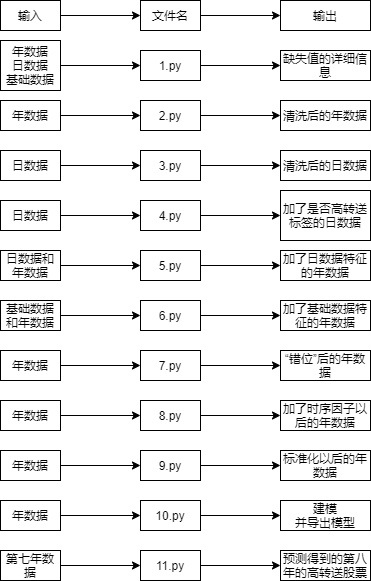 输入
文件名
输出
年数据
日数据
基础数据
1.py
缺失值的详细信
息
年数据
2.py
清洗后的年数据
日数据
3.py
清洗后的日数据
日数据
4.py
加了是否高转送
标签的日数据
日数据和
年数据
5.py
加了日数据特征
的年数据
基础数据
和年数据
6.py
加了基础数据特
征的年数据
年数据
7.py
“错位”后的年数
据
年数据
8.py
加了时序因子以
后的年数据
年数据
9.py
标准化以后的年
数据
年数据
10.py
建模
并导出模型
第七年数
据
11.py
预测得到的第八
年的高转送股票